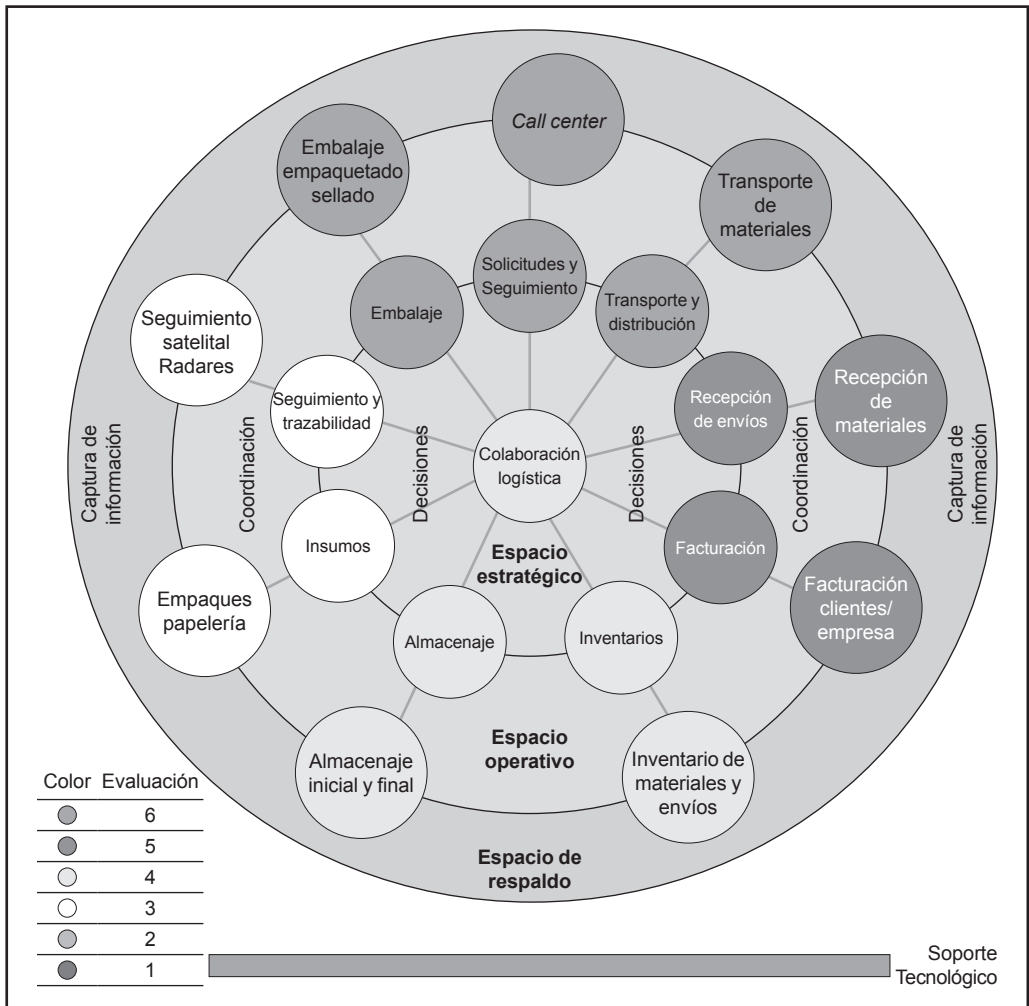 Call center
Embalaje
empaquetado
sellado
Transporte
de
materiales
Solicitudes y
Seguimiento
Embalaje
Transporte y
distribución
Seguimiento
satelital
Radares
Seguimiento y
trazabilidad
Recepción
de envíos
Recepción
de
materiales
Captura de
información
Coordinación
Decisiones
Colaboración
logística
Decisiones
Coordinación
Captura de
información
Insumos
Espacio
estratégico
Facturación
Empaques
papelería
Facturación
clientes/
empresa
Almacenaje
Inventarios
Espacio
operativo
Almacenaje
inicial y final
Inventario de
materiales y
envíos
Espacio de
respaldo
Color Evaluación
6
5
4
3
2
1
Soporte
Tecnológico